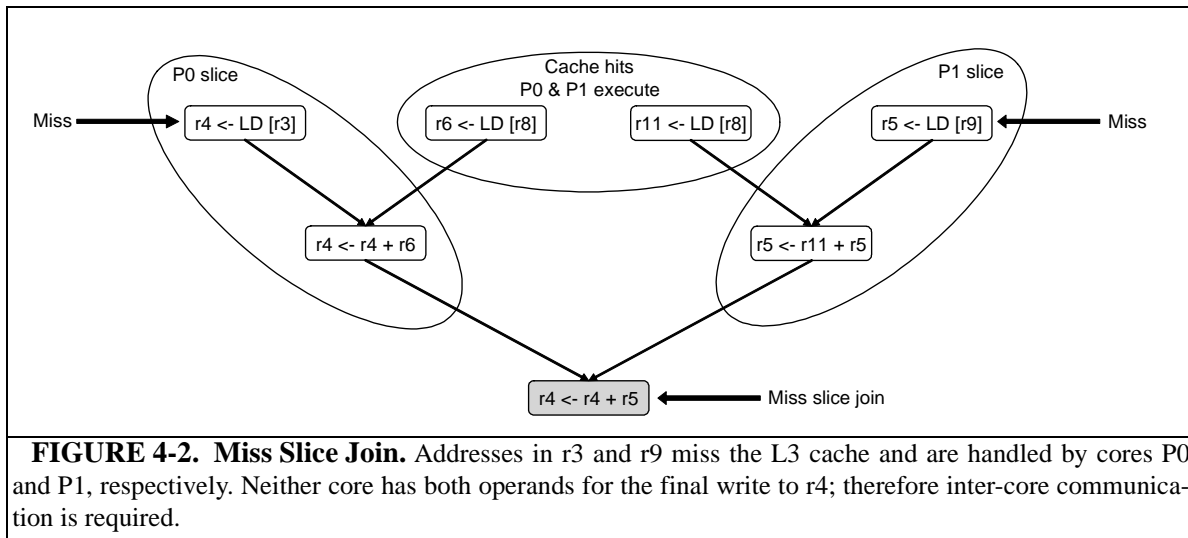 P0 slice
Cache hits
P0 & P1 execute
P1 slice
Miss
r4 <- LD [r3]
r6 <- LD [r8]
r11 <- LD [r8]
r5 <- LD [r9]
Miss
r4 <- r4 + r6
r5 <- r11 + r5
r4 <- r4 + r5
Miss slice join
FIGURE 4-2. Miss Slice Join. Addresses in r3 and r9 miss the L3 cache and are handled by cores P0
and P1, respectively. Neither core has both operands for the final write to r4; therefore inter-core communica-
tion is required.